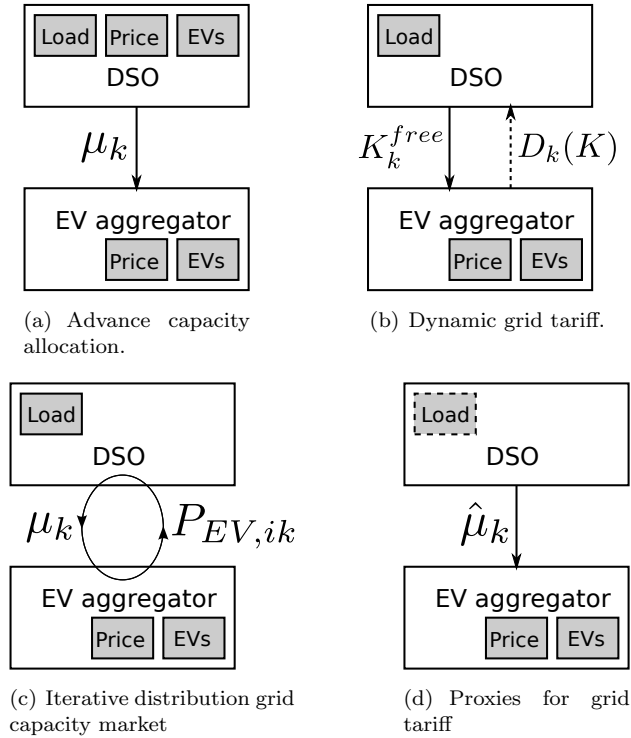 Load Price EVs
DSO
μ_k
EV aggregator
Price EVs
(a) Advance capacity
allocation.
Load
DSO
K_k^{free} D_k(K)
EV aggregator
Price EVs
(b) Dynamic grid tariff.
Load
DSO
μ_k P_{EV,ik}
EV aggregator
Price EVs
(c) Iterative distribution grid
capacity market
Load
DSO
μ̂_k
EV aggregator
Price EVs
(d) Proxies for grid
tariff